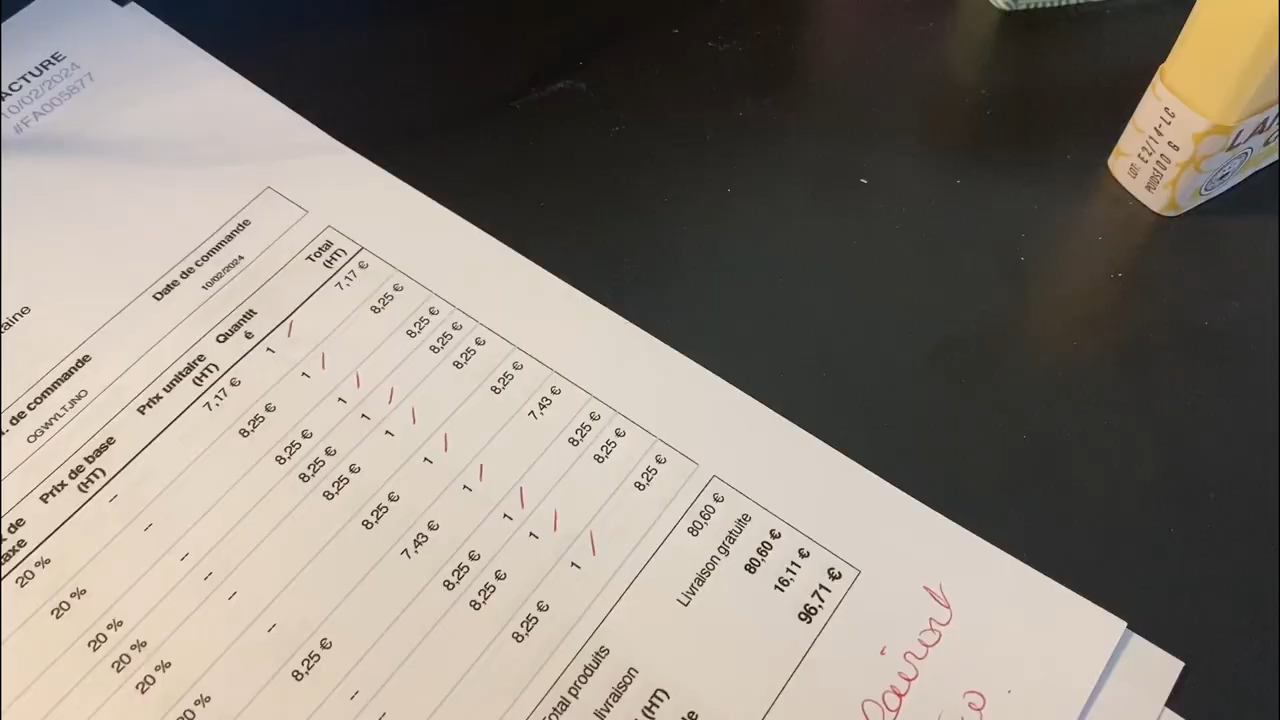 FACTURE
10/02/2024
#FA005877
Date de commande
10/02/2024
de commande
OGWYLTJNO
Prix de base (HT)
Prix unitaire (HT)
Quantité
Total (HT)
20 % -- 7,17 € 1 7,17 €
20 % -- 8,25 € 1 8,25 €
20 % -- 8,25 € 1 8,25 €
20 % -- 8,25 € 1 8,25 €
20 % -- 8,25 € 1 8,25 €
-- 8,25 € 1 8,25 €
8,25 € 7,43 € 1 7,43 €
-- 8,25 € 1 8,25 €
8,25 € 1 8,25 €
8,25 € 1 8,25 €
80,60 €
Livraison gratuite
80,60 €
16,11 €
96,71 €
produits
livraison
(HT)
LOT: E2/14-LC
POIDS:100 G